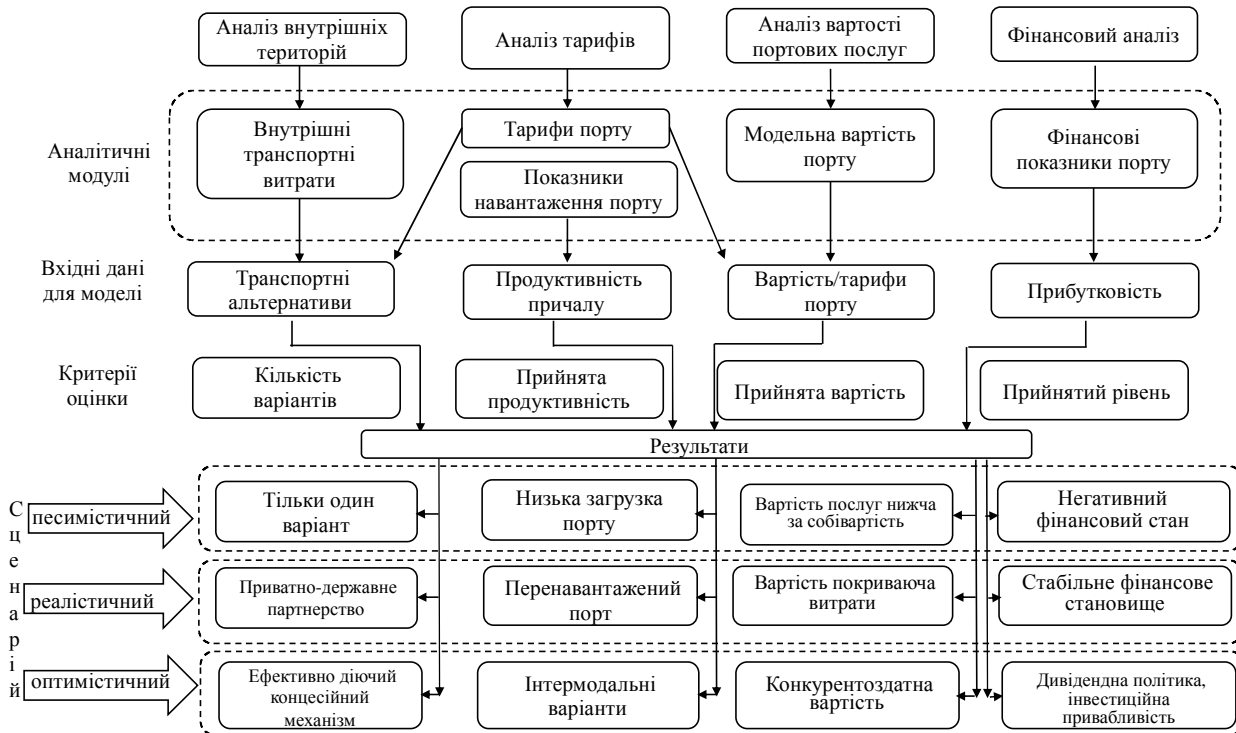 Аналіз внутрішніх
територій
Аналіз тарифів
Аналіз вартості
портових послуг
Фінансовий аналіз
Аналітичні
модулі
Внутрішні
транспортні
витрати
Тарифи порту
Показники
навантаження порту
Модельна вартість
порту
Фінансові
показники порту
Вхідні дані
для моделі
Транспортні
альтернативи
Продуктивність
причалу
Вартість/тарифи
порту
Прибутковість
Критерії
оцінки
Кількість
варіантів
Прийнята
продуктивність
Прийнята вартість
Прийнятий рівень
Результати
Сценарій
песимістичний
Тільки один
варіант
Низька загрузка
порту
Вартість послуг нижча
за собівартість
Негативний
фінансовий стан
реалістичний
Приватно-державне
партнерство
Перенавантажений
порт
Вартість покриваюча
витрати
Стабільне фінансове
становище
оптимістичний
Ефективно діючий
концесійний
механізм
Інтермодальні
варіанти
Конкурентоздатна
вартість
Дивідендна політика,
інвестиційна
привабливість